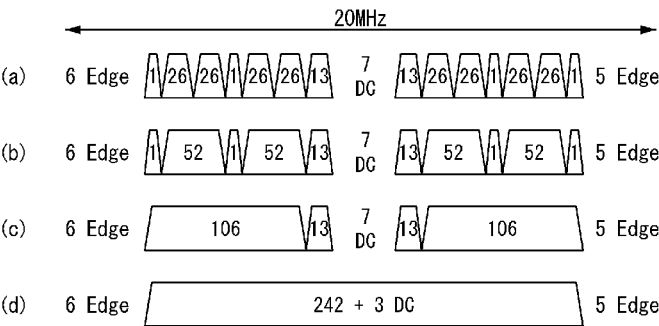 20MHz
(a) 6 Edge 1 26 26 1 26 26 13 7 DC 13 26 26 1 26 26 1 5 Edge
(b) 6 Edge 1 52 1 52 13 7 DC 13 52 1 52 1 5 Edge
(c) 6 Edge 106 13 7 DC 13 106 5 Edge
(d) 6 Edge 242 + 3 DC 5 Edge